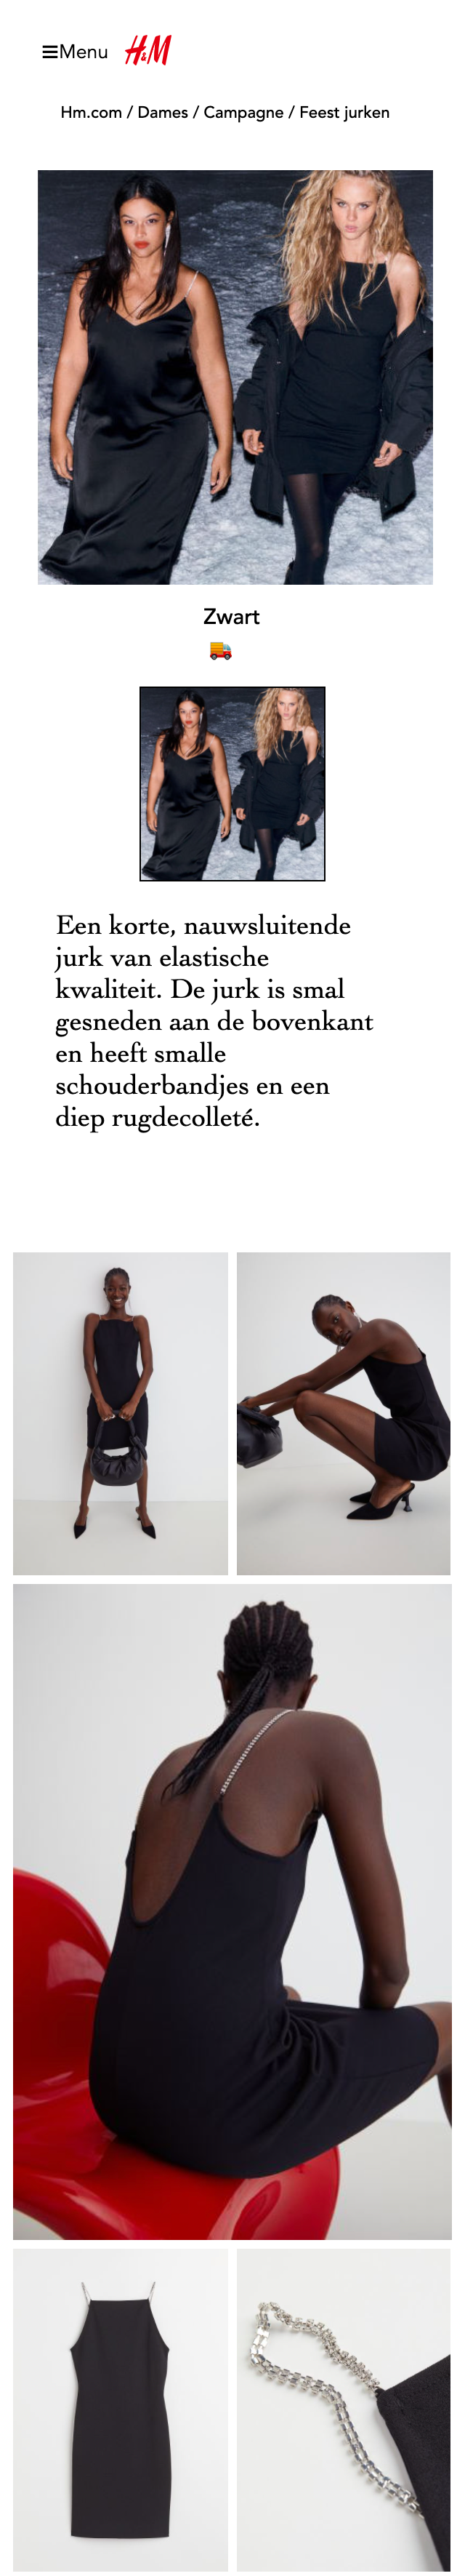 Menu H&M
Hm.com / Dames / Campagne / Feest jurken
Zwart
Een korte, nauwsluitende
jurk van elastische
kwaliteit. De jurk is smal
gesneden aan de bovenkant
en heeft smalle
schouderbandjes en een
diep rugdecolleté.